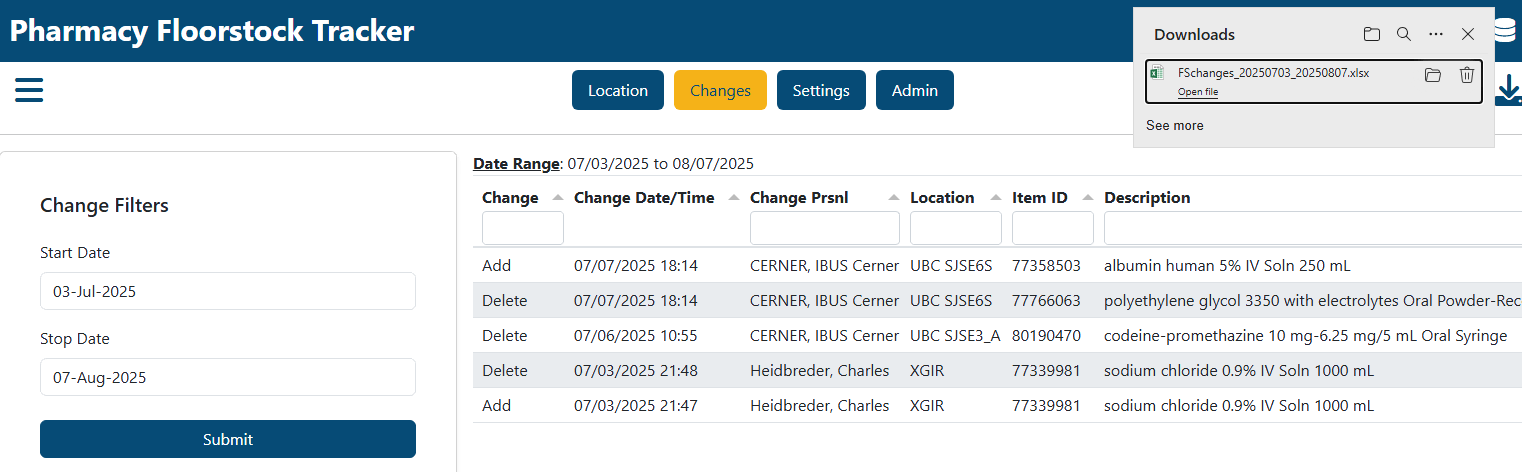 Pharmacy Floorstock Tracker
Downloads
FSchanges_20250703_20250807.xlsx
Open file
See more
Location Changes Settings Admin
Change Filters
Start Date
03-Jul-2025
Stop Date
07-Aug-2025
Submit
Date Range: 07/03/2025 to 08/07/2025
Change Change Date/Time Change Prsnl Location Item ID Description
Add 07/07/2025 18:14 CERNER, IBUS Cerner UBC SJSE6S 77358503 albumin human 5% IV Soln 250 mL
Delete 07/07/2025 18:14 CERNER, IBUS Cerner UBC SJSE6S 77766063 polyethylene glycol 3350 with electrolytes Oral Powder-Rec
Delete 07/06/2025 10:55 CERNER, IBUS Cerner UBC SJSE3_A 80190470 codeine-promethazine 10 mg-6.25 mg/5 mL Oral Syringe
Delete 07/03/2025 21:48 Heidbreder, Charles XGIR 77339981 sodium chloride 0.9% IV Soln 1000 mL
Add 07/03/2025 21:47 Heidbreder, Charles XGIR 77339981 sodium chloride 0.9% IV Soln 1000 mL